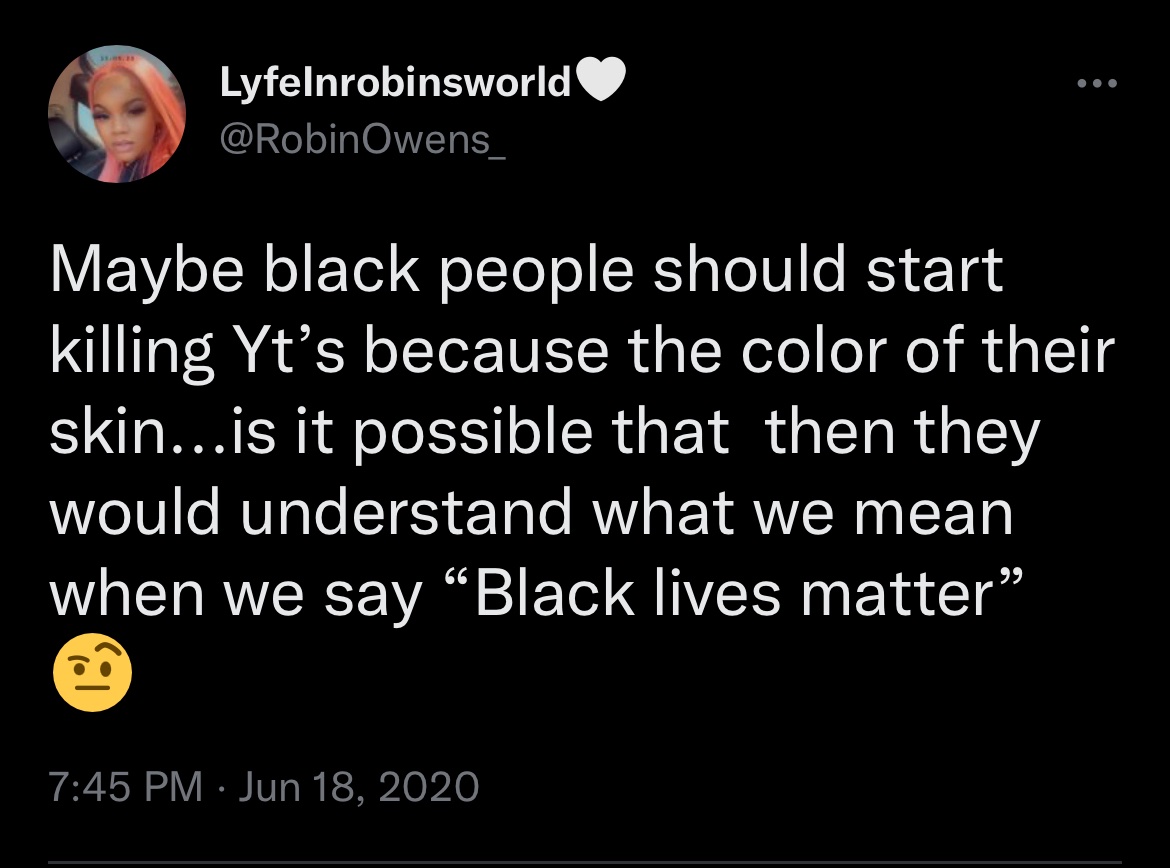 LyfeInrobinsworld🤍
@RobinOwens_
Maybe black people should start
killing Yt’s because the color of their
skin…is it possible that  then they
would understand what we mean
when we say “Black lives matter”
🤨
7:45 PM · Jun 18, 2020